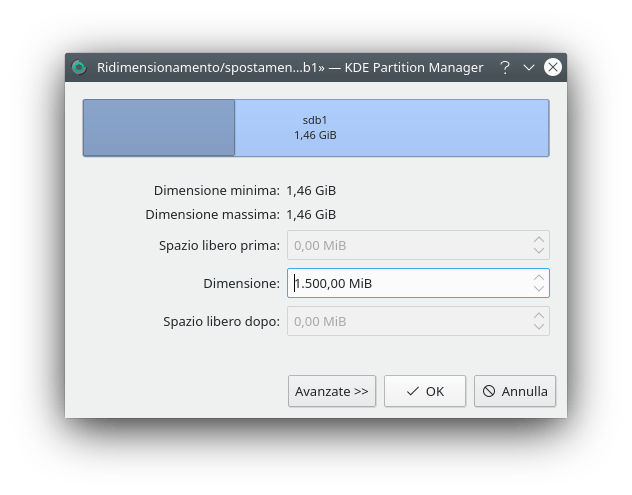 Ridimensionamento/spostamen...b1» — KDE Partition Manager
sdb1
1,46 GiB
Dimensione minima: 1,46 GiB
Dimensione massima: 1,46 GiB
Spazio libero prima: 0,00 MiB
Dimensione: 1.500,00 MiB
Spazio libero dopo: 0,00 MiB
Avanzate >> OK Annulla